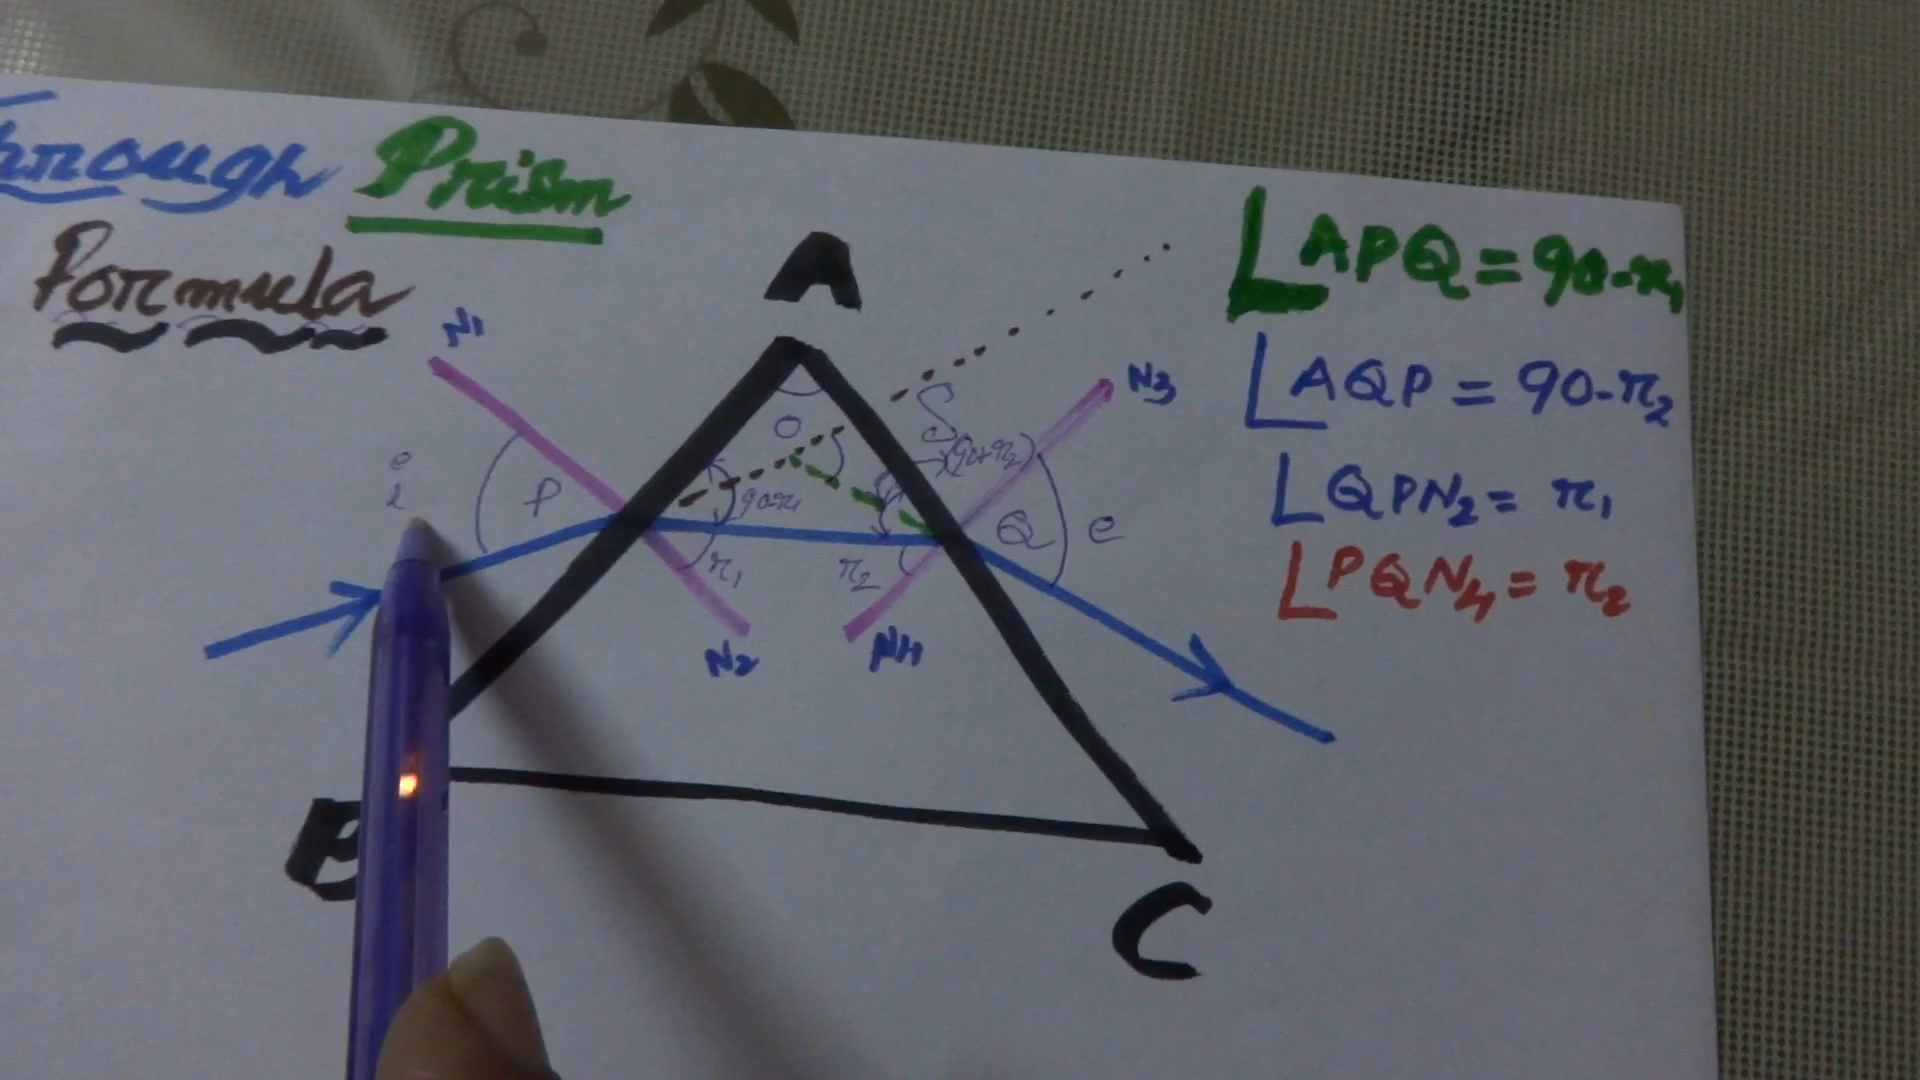 Through Prism
Formula
A
N1
N3
O
δ
(90+r2)
i
P
90-r1
Q
e
r1
r2
N2
N4
B
C
∟APQ = 90-r1
∟AQP = 90-r2
∟QPN2 = r1
∟PQN4 = r2